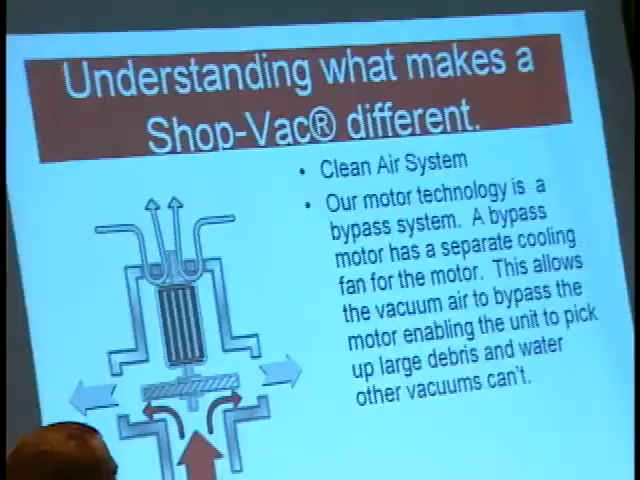 Understanding what makes a
Shop-Vac® different.
• Clean Air System
• Our motor technology is a
bypass system. A bypass
motor has a separate cooling
fan for the motor. This allows
the vacuum air to bypass the
motor enabling the unit to pick
up large debris and water
other vacuums can't.